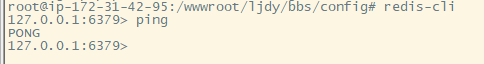 root@ip-172-31-42-95:/wwwroot/ljdy/bbs/config# redis-cli
127.0.0.1:6379> ping
PONG
127.0.0.1:6379>